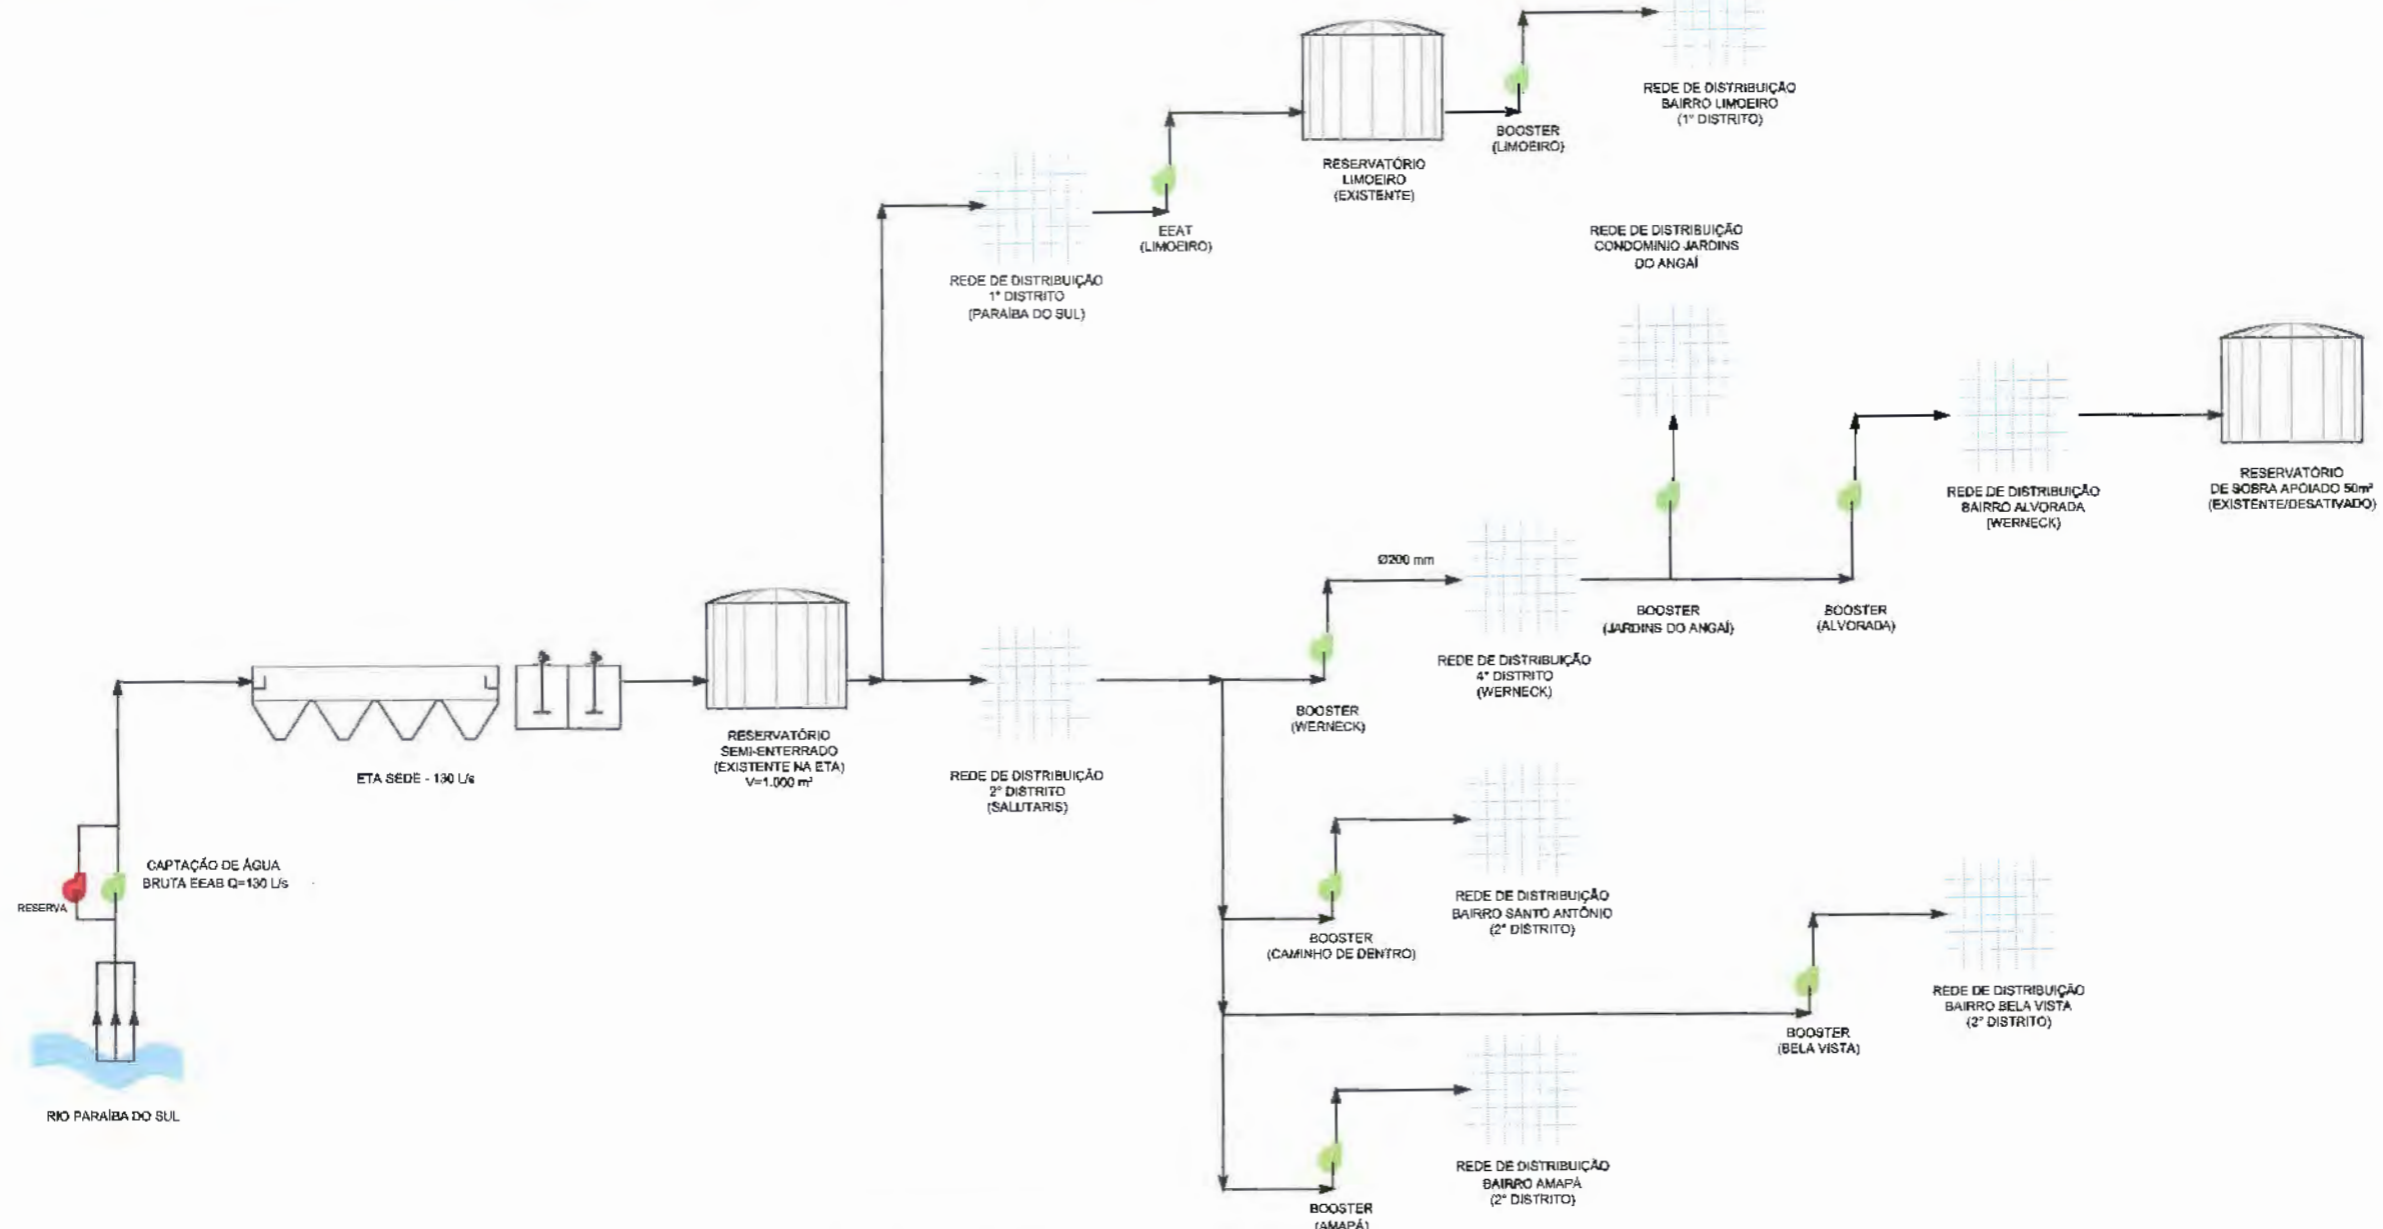 REDE DE DISTRIBUIÇÃO
BAIRRO LIMOEIRO
(1° DISTRITO)
BOOSTER
(LIMOEIRO)
RESERVATÓRIO
LIMOEIRO
(EXISTENTE)
EEAT
(LIMOEIRO)
REDE DE DISTRIBUIÇÃO
1° DISTRITO
(PARAÍBA DO SUL)
REDE DE DISTRIBUIÇÃO
CONDOMINIO JARDINS
DO ANGAÍ
RESERVATÓRIO
DE SOBRA APOIADO 50m³
(EXISTENTE/DESATIVADO)
REDE DE DISTRIBUIÇÃO
BAIRRO ALVORADA
(WERNECK)
Ø200 mm
BOOSTER
(JARDINS DO ANGAÍ)
BOOSTER
(ALVORADA)
REDE DE DISTRIBUIÇÃO
4° DISTRITO
(WERNECK)
BOOSTER
(WERNECK)
RESERVATÓRIO
SEMI-ENTERRADO
(EXISTENTE NA ETA)
V=1.000 m³
ETA SEDE - 130 L/s
REDE DE DISTRIBUIÇÃO
2° DISTRITO
(SALUTARIS)
CAPTAÇÃO DE ÁGUA
BRUTA EEAB Q=130 L/s
RESERVA
REDE DE DISTRIBUIÇÃO
BAIRRO SANTO ANTÔNIO
(2° DISTRITO)
BOOSTER
(CAMINHO DE DENTRO)
REDE DE DISTRIBUIÇÃO
BAIRRO BELA VISTA
(2° DISTRITO)
BOOSTER
(BELA VISTA)
RIO PARAÍBA DO SUL
REDE DE DISTRIBUIÇÃO
BAIRRO AMAPÁ
(2° DISTRITO)
BOOSTER
(AMAPÁ)